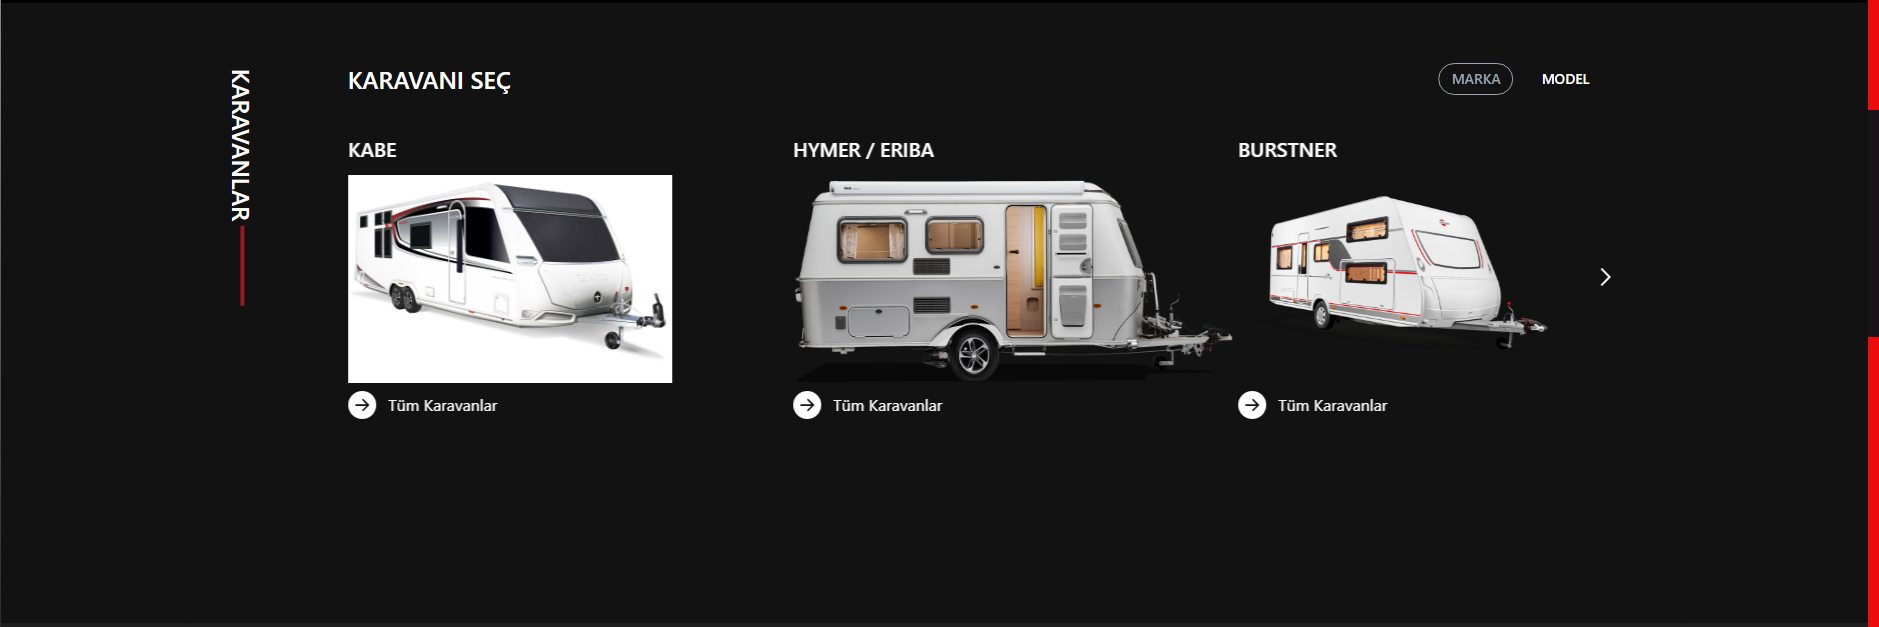 KARAVANLAR
KARAVANI SEÇ
MARKA
MODEL
KABE
HYMER / ERIBA
BURSTNER
Tüm Karavanlar
Tüm Karavanlar
Tüm Karavanlar